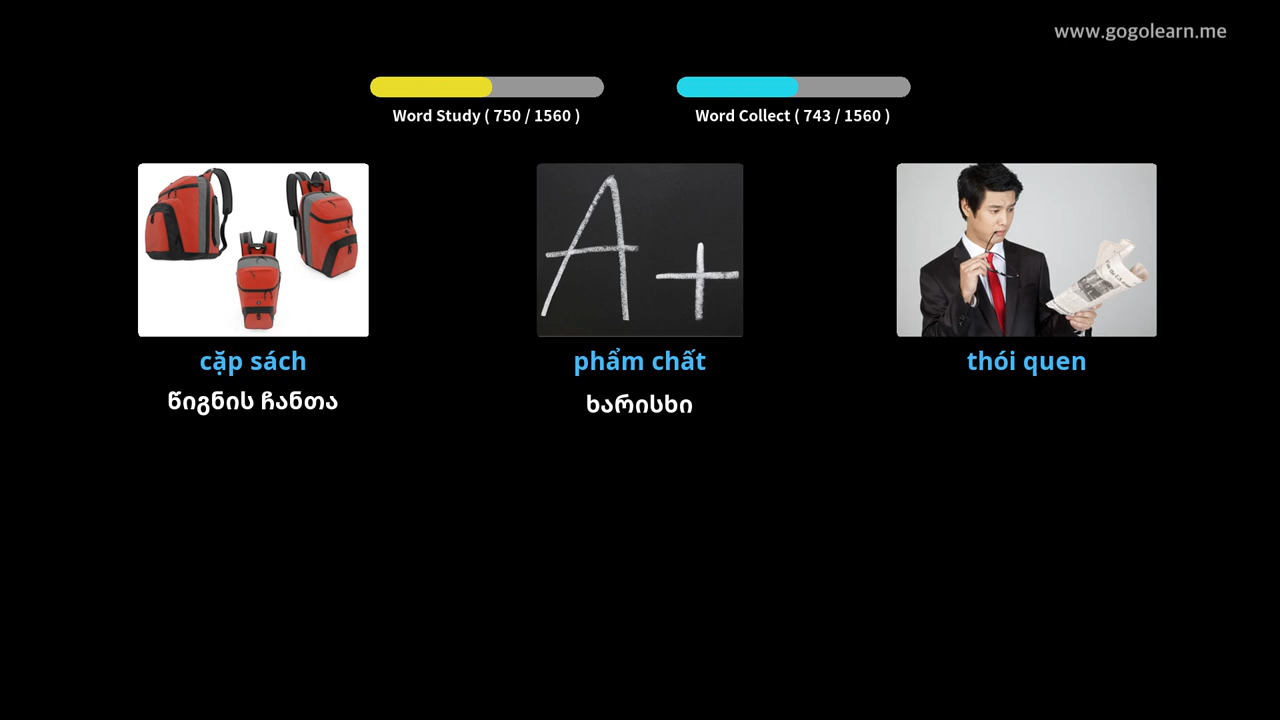 www.gogolearn.me
Word Study ( 750 / 1560 )
Word Collect ( 743 / 1560 )
A+
cặp sách
phẩm chất
thói quen
წიგნის ჩანთა
ხარისხი